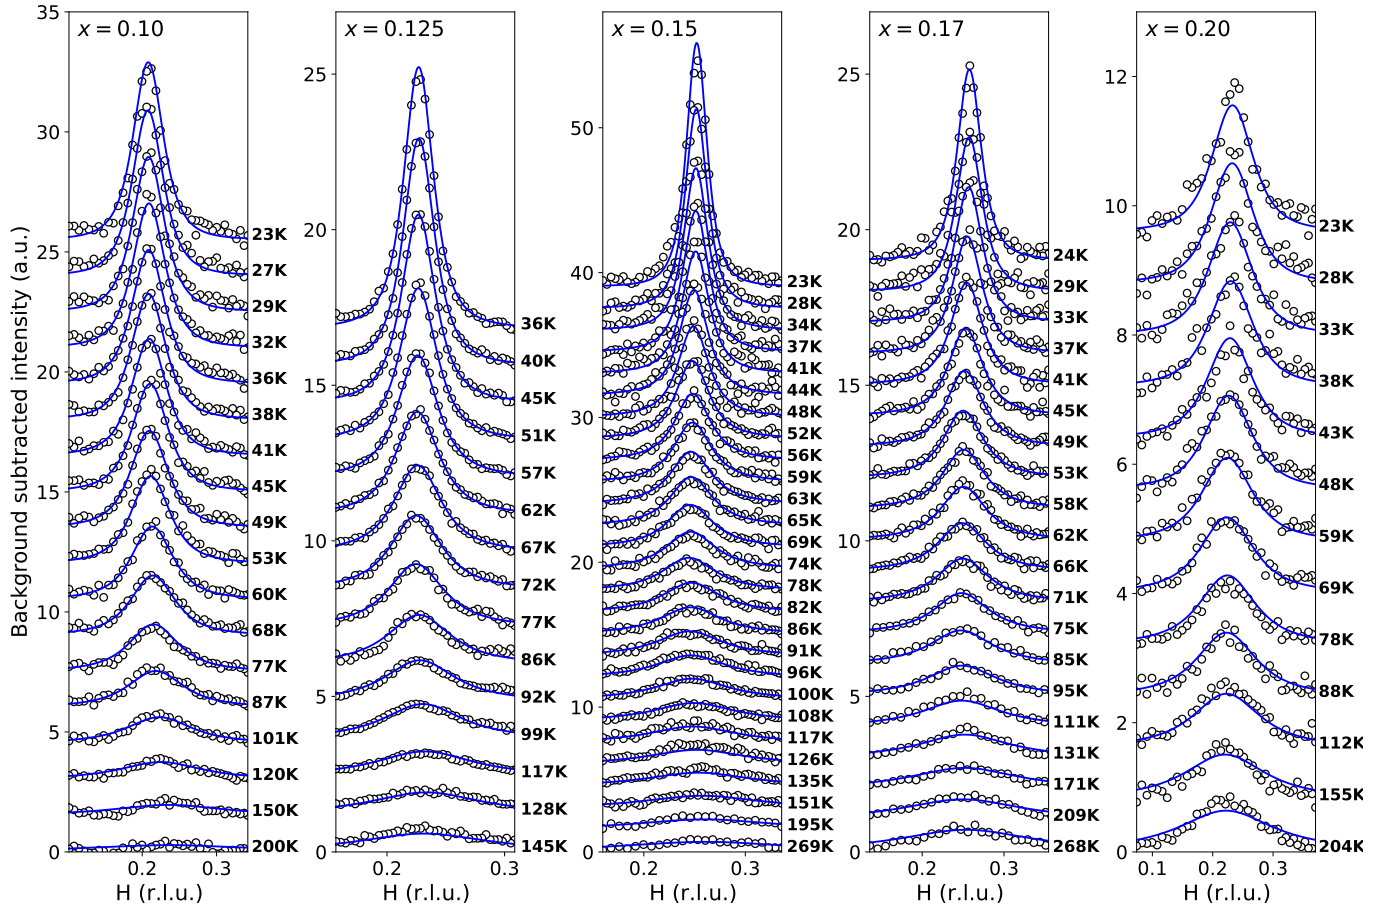 Background subtracted intensity (a.u.)
x = 0.10
35
30
25
20
15
10
5
0
23K
27K
29K
32K
36K
38K
41K
45K
49K
53K
60K
68K
77K
87K
101K
120K
150K
200K
0.2
0.3
H (r.l.u.)
x = 0.125
25
20
15
10
5
0
36K
40K
45K
51K
57K
62K
67K
72K
77K
86K
92K
99K
117K
128K
145K
0.2
0.3
H (r.l.u.)
x = 0.15
50
40
30
20
10
0
23K
28K
34K
37K
41K
44K
48K
52K
56K
59K
63K
65K
69K
74K
78K
82K
86K
91K
96K
100K
108K
117K
126K
135K
151K
195K
269K
0.2
0.3
H (r.l.u.)
x = 0.17
25
20
15
10
5
0
24K
29K
33K
37K
41K
45K
49K
53K
58K
62K
66K
71K
75K
85K
95K
111K
131K
171K
209K
268K
0.2
0.3
H (r.l.u.)
x = 0.20
12
10
8
6
4
2
0
23K
28K
33K
38K
43K
48K
59K
69K
78K
88K
112K
155K
204K
0.1
0.2
0.3
H (r.l.u.)